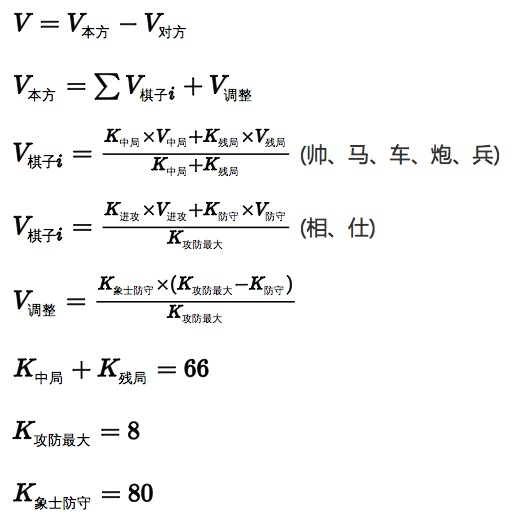 V = V本方 − V对方
V本方 = ∑ V棋子i + V调整
V棋子i = (K中局×V中局+K残局×V残局) / (K中局+K残局) (帅、马、车、炮、兵)
V棋子i = (K进攻×V进攻+K防守×V防守) / K攻防最大 (相、仕)
V调整 = K象士防守×(K攻防最大−K防守) / K攻防最大
K中局 + K残局 = 66
K攻防最大 = 8
K象士防守 = 80